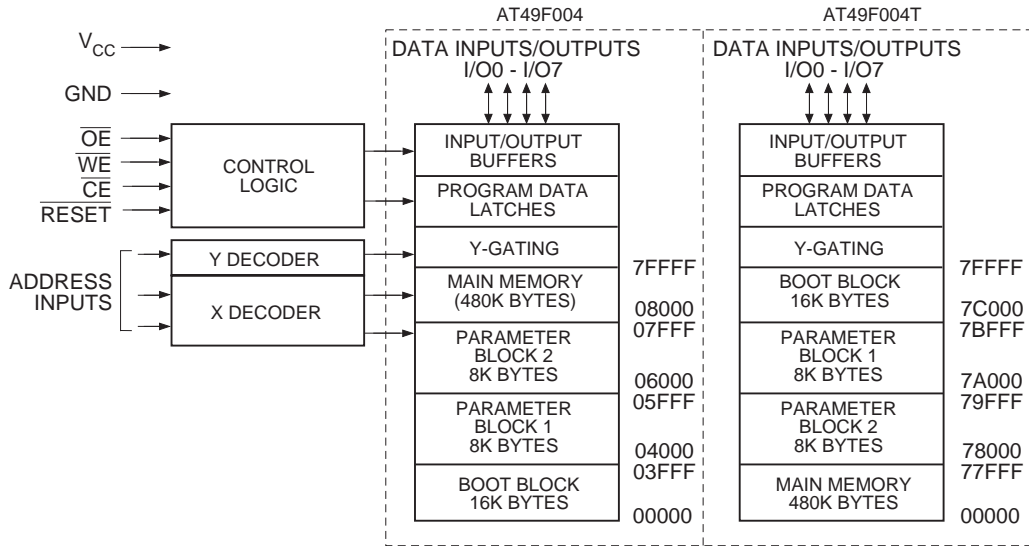 AT49F004
AT49F004T
VCC
GND
OE
WE
CE
RESET
ADDRESS
INPUTS
CONTROL
LOGIC
Y DECODER
X DECODER
DATA INPUTS/OUTPUTS
I/O0 - I/O7
INPUT/OUTPUT
BUFFERS
PROGRAM DATA
LATCHES
Y-GATING
7FFFF
MAIN MEMORY
(480K BYTES)
08000
07FFF
PARAMETER
BLOCK 2
8K BYTES
06000
05FFF
PARAMETER
BLOCK 1
8K BYTES
04000
03FFF
BOOT BLOCK
16K BYTES
00000
DATA INPUTS/OUTPUTS
I/O0 - I/O7
INPUT/OUTPUT
BUFFERS
PROGRAM DATA
LATCHES
Y-GATING
7FFFF
BOOT BLOCK
16K BYTES
7C000
7BFFF
PARAMETER
BLOCK 1
8K BYTES
7A000
79FFF
PARAMETER
BLOCK 2
8K BYTES
78000
77FFF
MAIN MEMORY
480K BYTES
00000